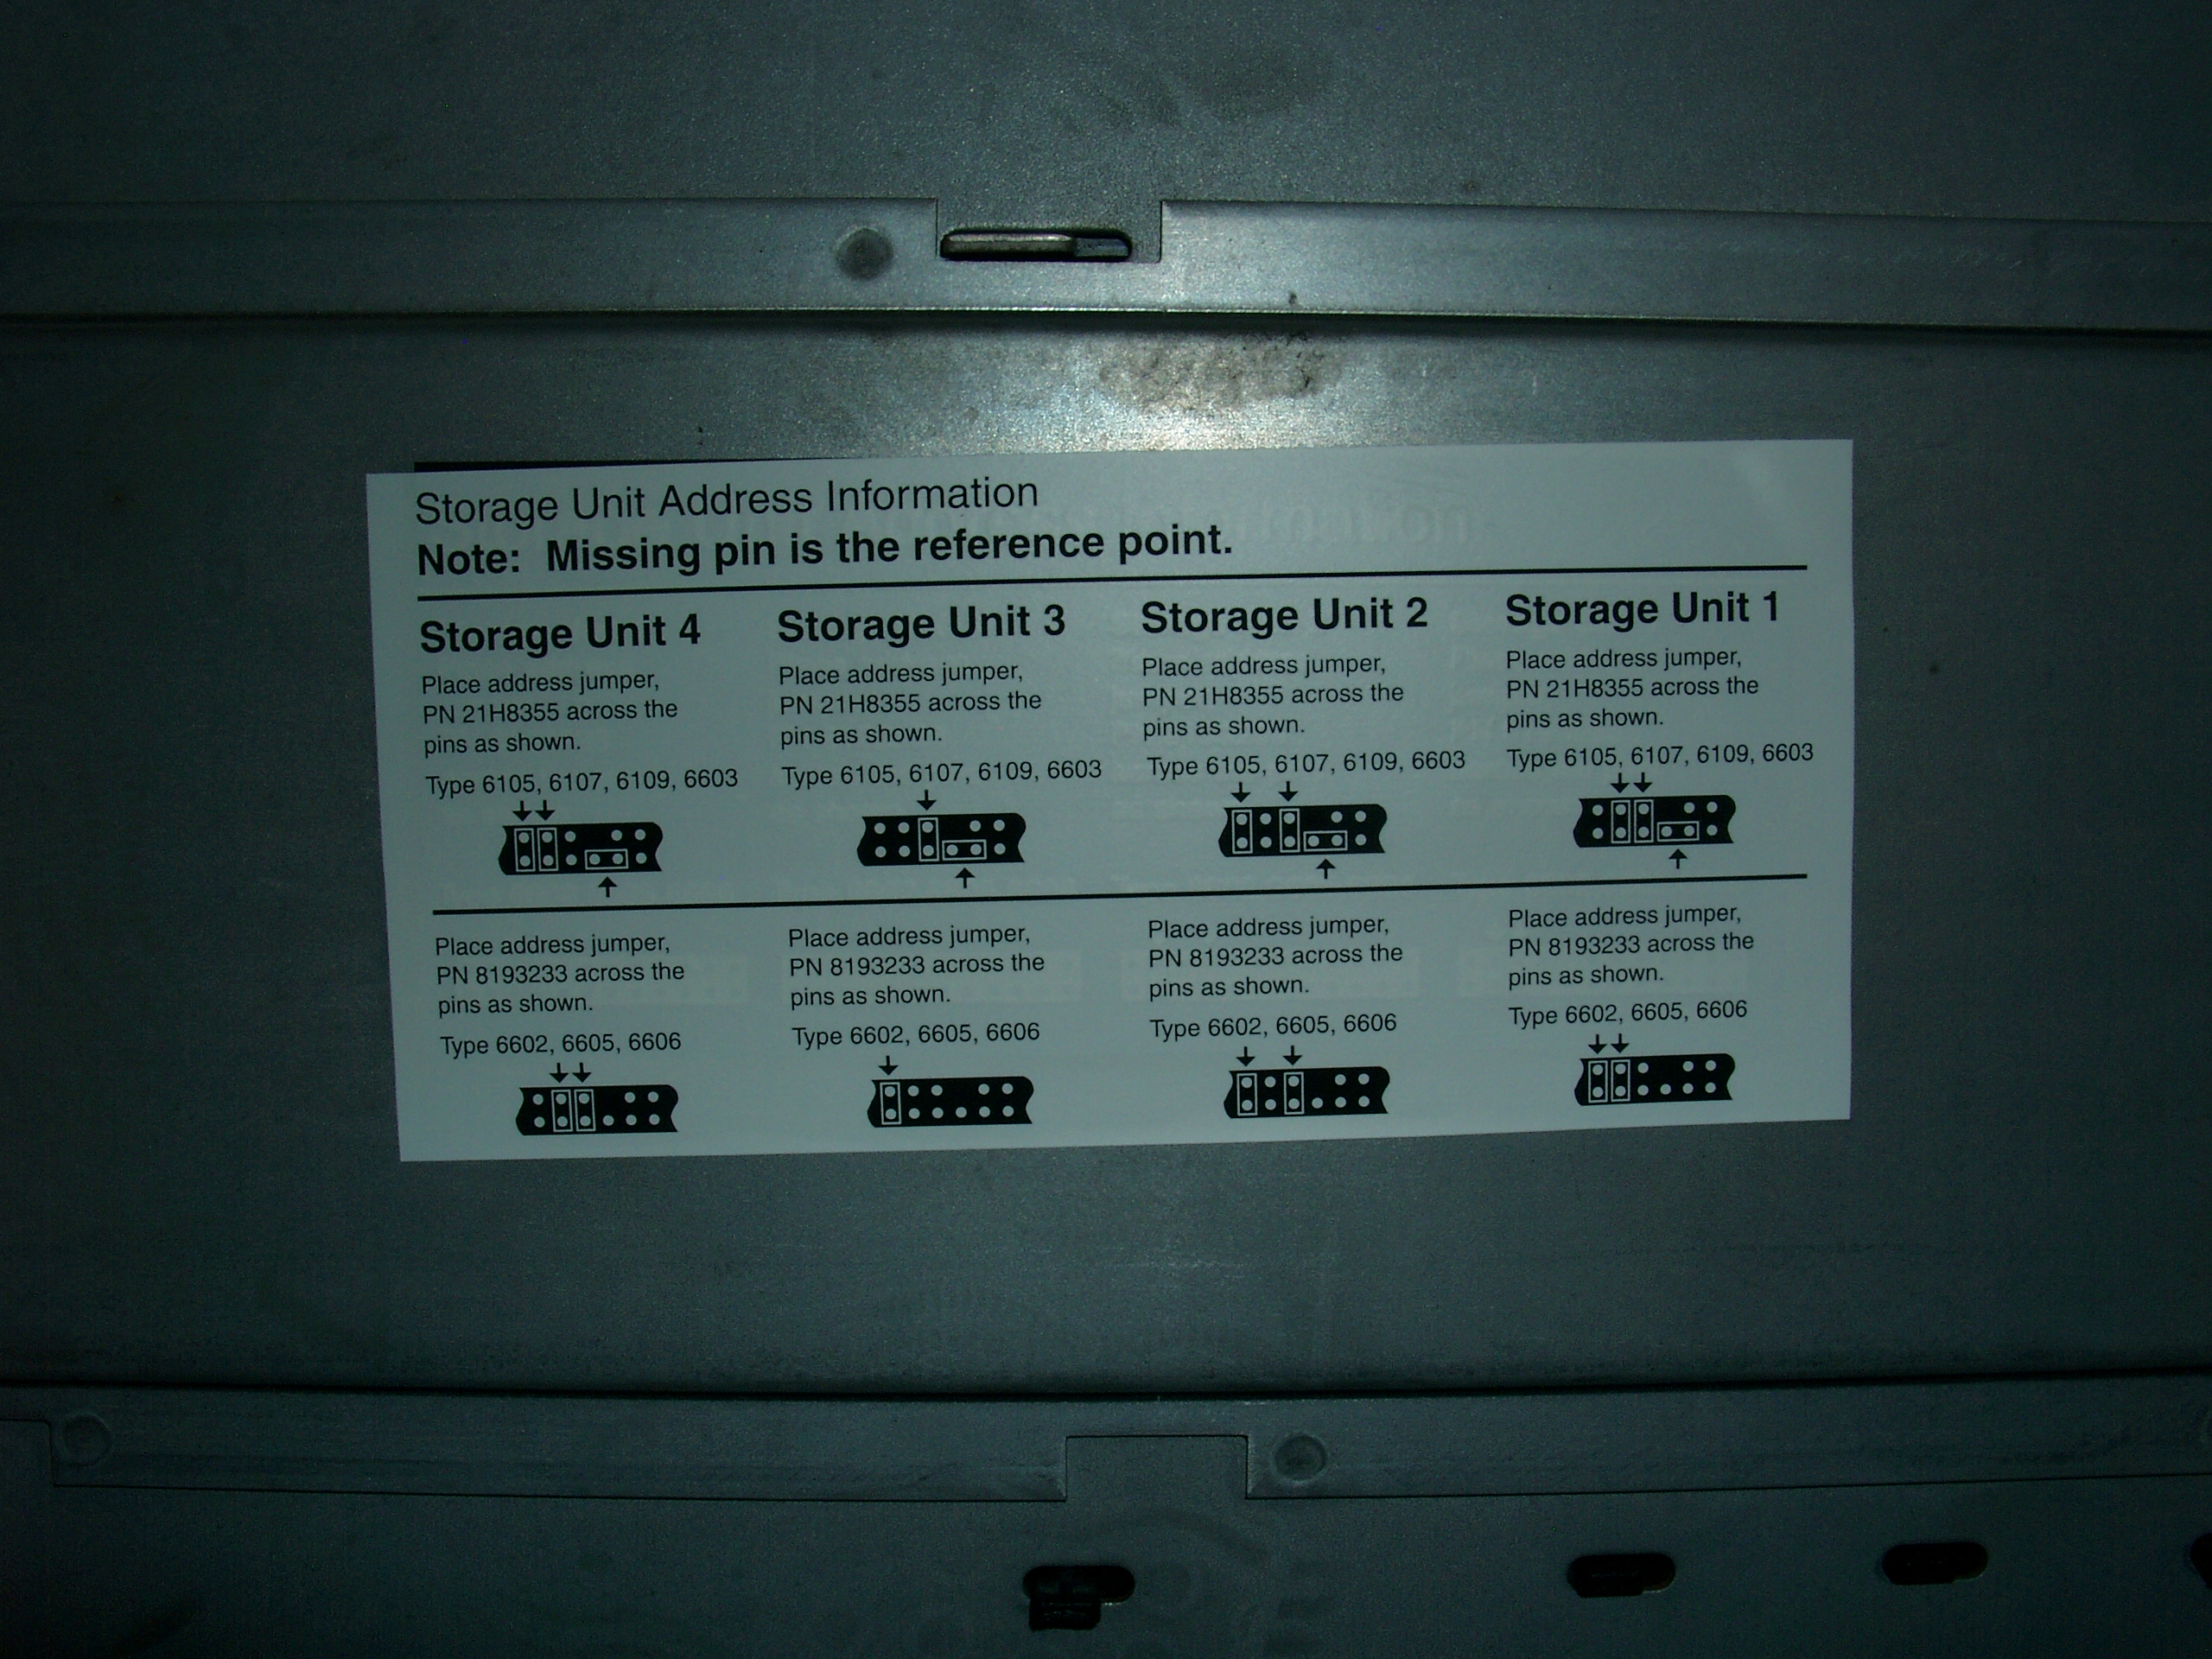 Storage Unit Address Information
Note: Missing pin is the reference point.
Storage Unit 4
Place address jumper,
PN 21H8355 across the
pins as shown.
Type 6105, 6107, 6109, 6603
Storage Unit 3
Place address jumper,
PN 21H8355 across the
pins as shown.
Type 6105, 6107, 6109, 6603
Storage Unit 2
Place address jumper,
PN 21H8355 across the
pins as shown.
Type 6105, 6107, 6109, 6603
Storage Unit 1
Place address jumper,
PN 21H8355 across the
pins as shown.
Type 6105, 6107, 6109, 6603
Place address jumper,
PN 8193233 across the
pins as shown.
Type 6602, 6605, 6606
Place address jumper,
PN 8193233 across the
pins as shown.
Type 6602, 6605, 6606
Place address jumper,
PN 8193233 across the
pins as shown.
Type 6602, 6605, 6606
Place address jumper,
PN 8193233 across the
pins as shown.
Type 6602, 6605, 6606